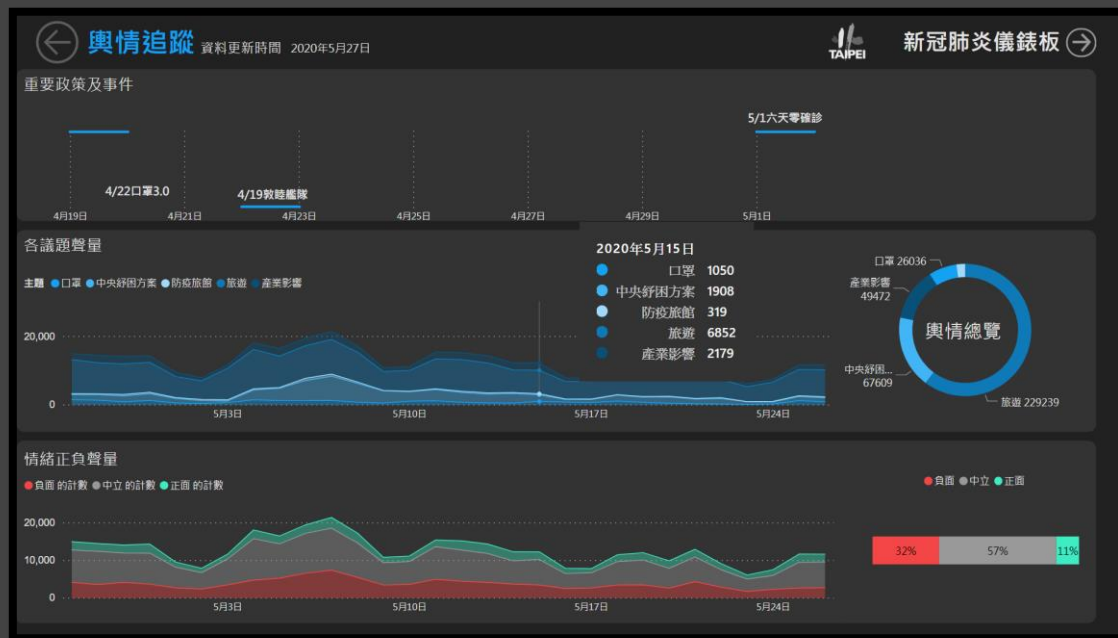 輿情追蹤 資料更新時間 2020年5月27日
TAIPEI
新冠肺炎儀錶板
重要政策及事件
5/1六天零確診
4/22口罩3.0
4/19敦睦艦隊
4月19日 4月21日 4月23日 4月25日 4月27日 4月29日 5月1日
各議題聲量
主題 口罩 中央紓困方案 防疫旅館 旅遊 產業影響
20,000
0
5月3日 5月10日 5月17日 5月24日
2020年5月15日
口罩 1050
中央紓困方案 1908
防疫旅館 319
旅遊 6852
產業影響 2179
口罩 26036
產業影響
49472
輿情總覽
中央紓困...
67609
旅遊 229239
情緒正負聲量
負面 的計數 中立 的計數 正面 的計數
20,000
10,000
0
5月3日 5月10日 5月17日 5月24日
負面 中立 正面
32% 57% 11%